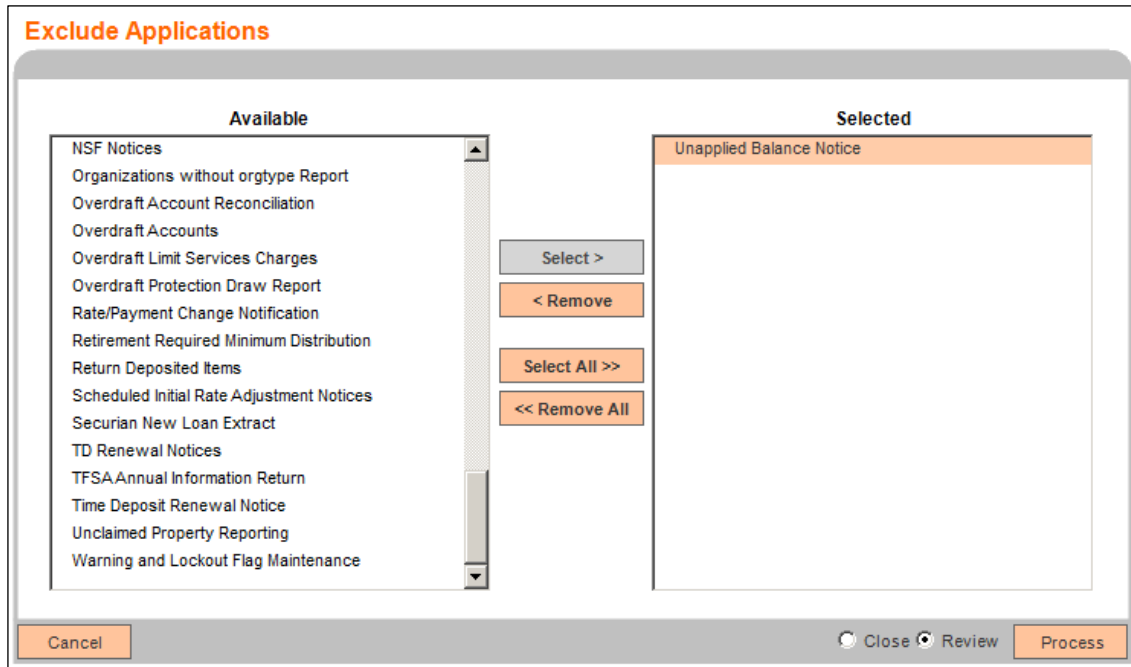 Exclude Applications
Available
NSF Notices
Organizations without orgtype Report
Overdraft Account Reconciliation
Overdraft Accounts
Overdraft Limit Services Charges
Overdraft Protection Draw Report
Rate/Payment Change Notification
Retirement Required Minimum Distribution
Return Deposited Items
Scheduled Initial Rate Adjustment Notices
Securian New Loan Extract
TD Renewal Notices
TFSA Annual Information Return
Time Deposit Renewal Notice
Unclaimed Property Reporting
Warning and Lockout Flag Maintenance
Select >
< Remove
Select All >>
<< Remove All
Selected
Unapplied Balance Notice
Cancel
Close Review Process